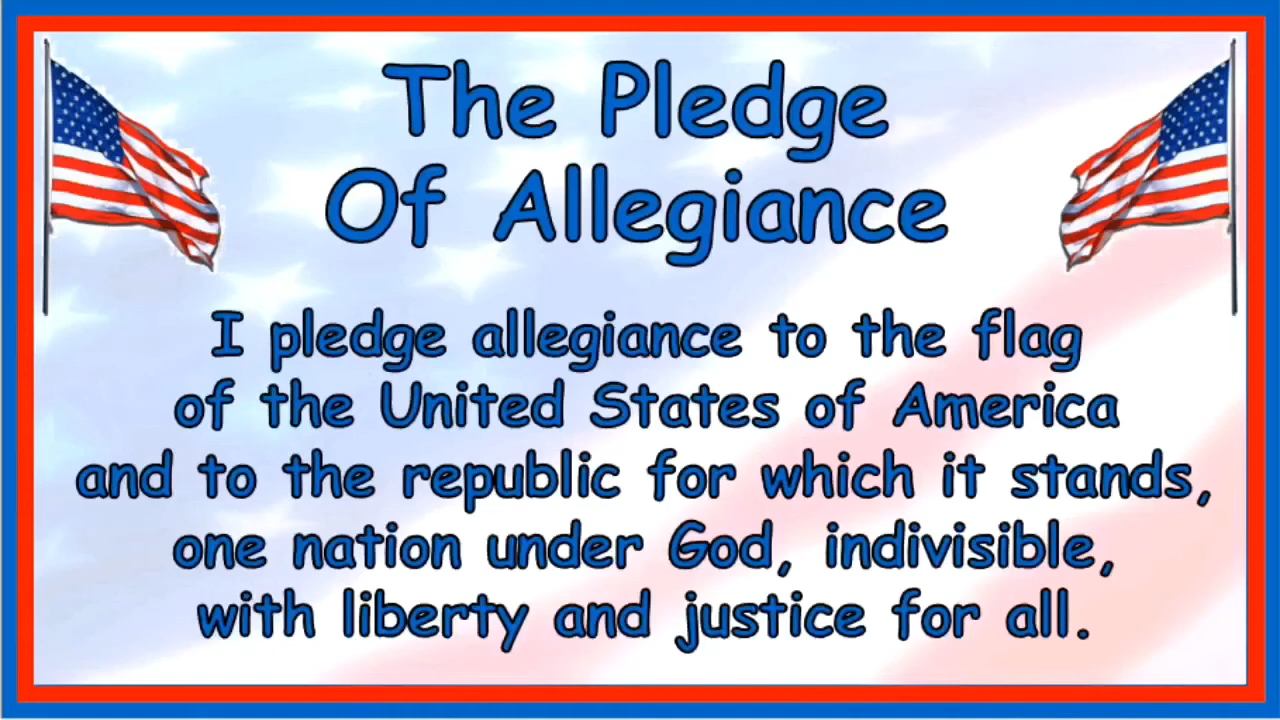 The Pledge
Of Allegiance
I pledge allegiance to the flag
of the United States of America
and to the republic for which it stands,
one nation under God, indivisible,
with liberty and justice for all.